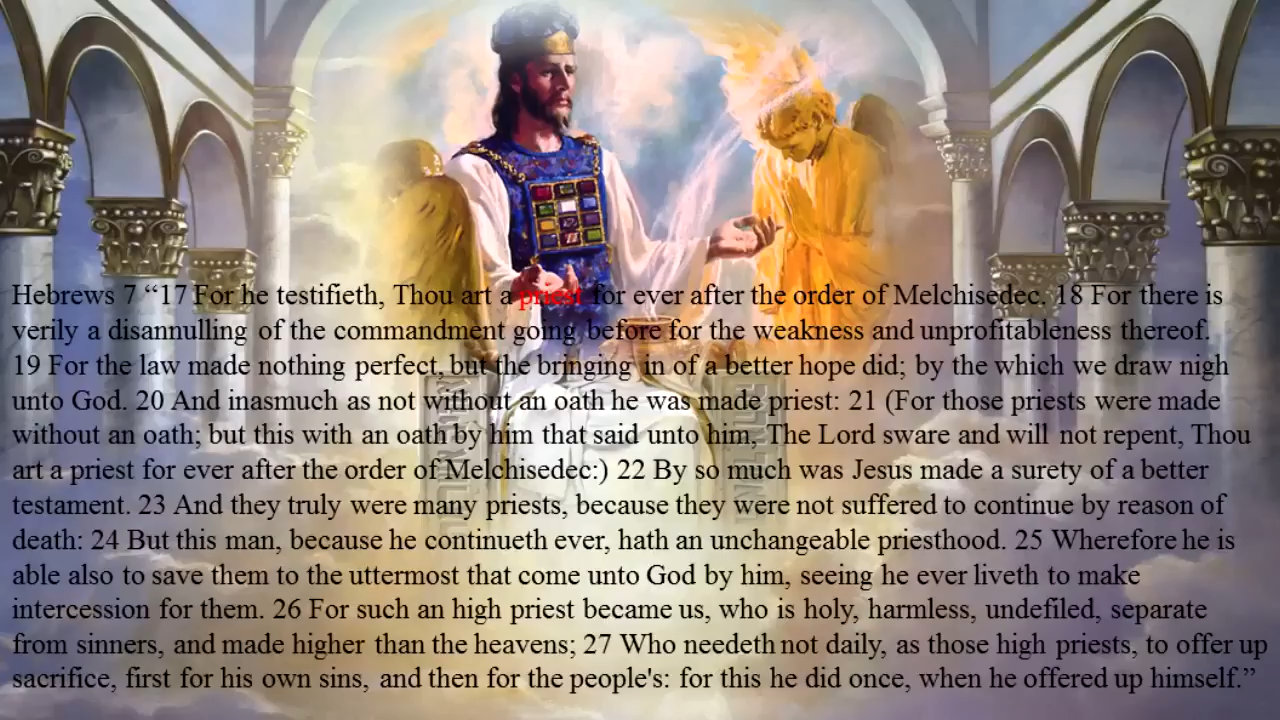 Hebrews 7 “17 For he testifieth, Thou art a priest for ever after the order of Melchisedec. 18 For there is
verily a disannulling of the commandment going before for the weakness and unprofitableness thereof.
19 For the law made nothing perfect, but the bringing in of a better hope did; by the which we draw nigh
unto God. 20 And inasmuch as not without an oath he was made priest: 21 (For those priests were made
without an oath; but this with an oath by him that said unto him, The Lord sware and will not repent, Thou
art a priest for ever after the order of Melchisedec:) 22 By so much was Jesus made a surety of a better
testament. 23 And they truly were many priests, because they were not suffered to continue by reason of
death: 24 But this man, because he continueth ever, hath an unchangeable priesthood. 25 Wherefore he is
able also to save them to the uttermost that come unto God by him, seeing he ever liveth to make
intercession for them. 26 For such an high priest became us, who is holy, harmless, undefiled, separate
from sinners, and made higher than the heavens; 27 Who needeth not daily, as those high priests, to offer up
sacrifice, first for his own sins, and then for the people's: for this he did once, when he offered up himself.”